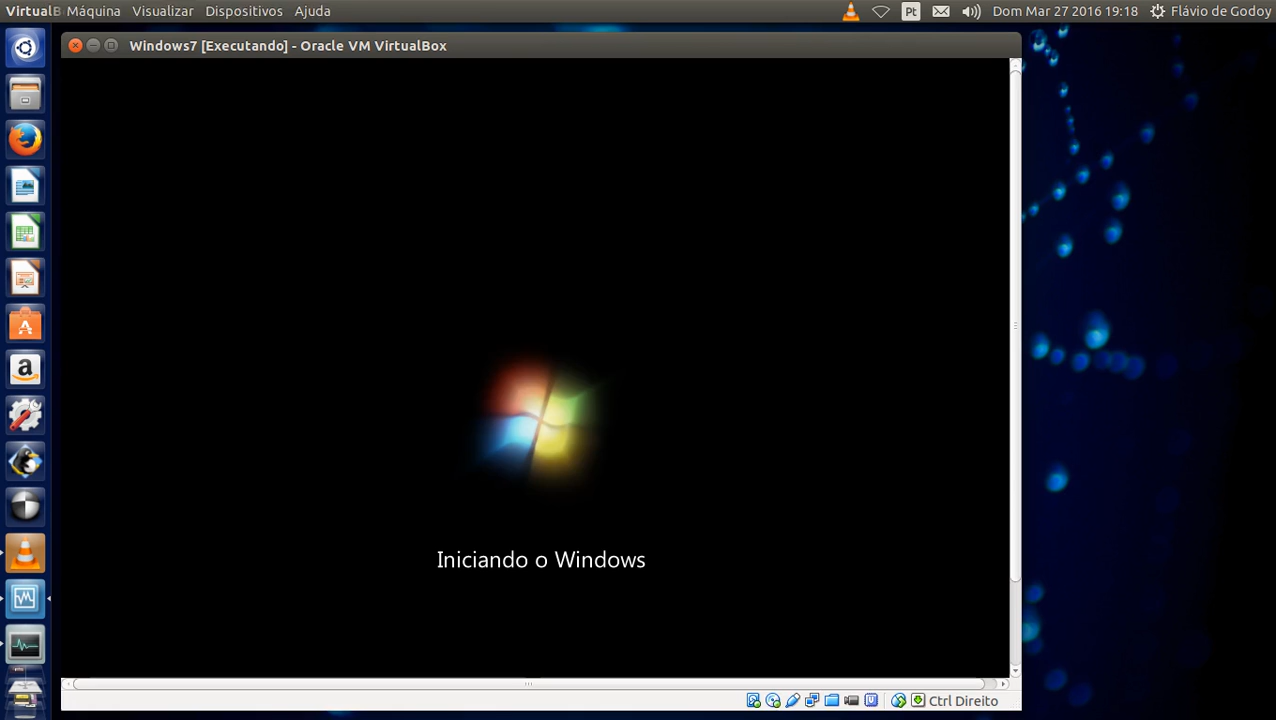 VirtualB Máquina Visualizar Dispositivos Ajuda
Pt Dom Mar 27 2016 19:18 Flávio de Godoy
Windows7 [Executando] - Oracle VM VirtualBox
Iniciando o Windows
Ctrl Direito